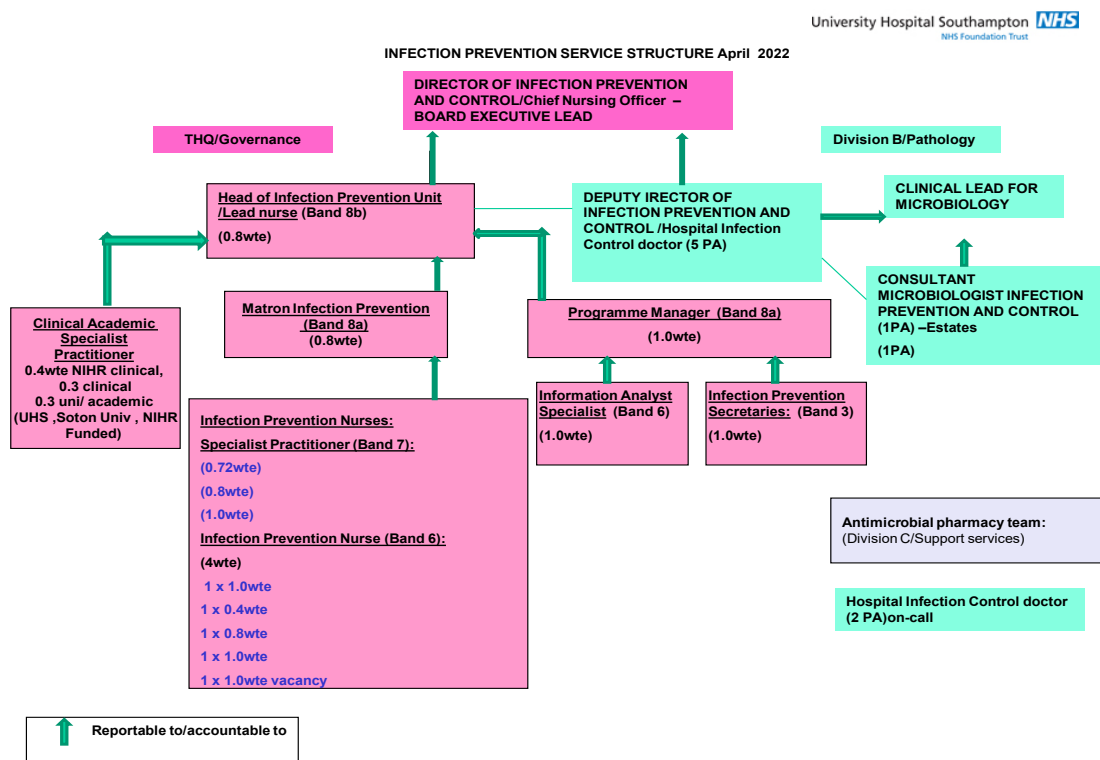 University Hospital Southampton NHS
NHS Foundation Trust
INFECTION PREVENTION SERVICE STRUCTURE April 2022
DIRECTOR OF INFECTION PREVENTION
AND CONTROL/Chief Nursing Officer –
BOARD EXECUTIVE LEAD
THQ/Governance
Division B/Pathology
Head of Infection Prevention Unit
/Lead nurse (Band 8b)
(0.8wte)
DEPUTY IRECTOR OF
INFECTION PREVENTION AND
CONTROL /Hospital Infection
Control doctor (5 PA)
CLINICAL LEAD FOR
MICROBIOLOGY
CONSULTANT
MICROBIOLOGIST INFECTION
PREVENTION AND CONTROL
(1PA) –Estates
(1PA)
Clinical Academic
Specialist
Practitioner
0.4wte NIHR clinical,
0.3 clinical
0.3 uni/ academic
(UHS ,Soton Univ , NIHR
Funded)
Matron Infection Prevention
(Band 8a)
(0.8wte)
Programme Manager (Band 8a)
(1.0wte)
Information Analyst
Specialist (Band 6)
(1.0wte)
Infection Prevention
Secretaries: (Band 3)
(1.0wte)
Infection Prevention Nurses:
Specialist Practitioner (Band 7):
(0.72wte)
(0.8wte)
(1.0wte)
Infection Prevention Nurse (Band 6):
(4wte)
1 x 1.0wte
1 x 0.4wte
1 x 0.8wte
1 x 1.0wte
1 x 1.0wte vacancy
Antimicrobial pharmacy team:
(Division C/Support services)
Hospital Infection Control doctor
(2 PA)on-call
Reportable to/accountable to